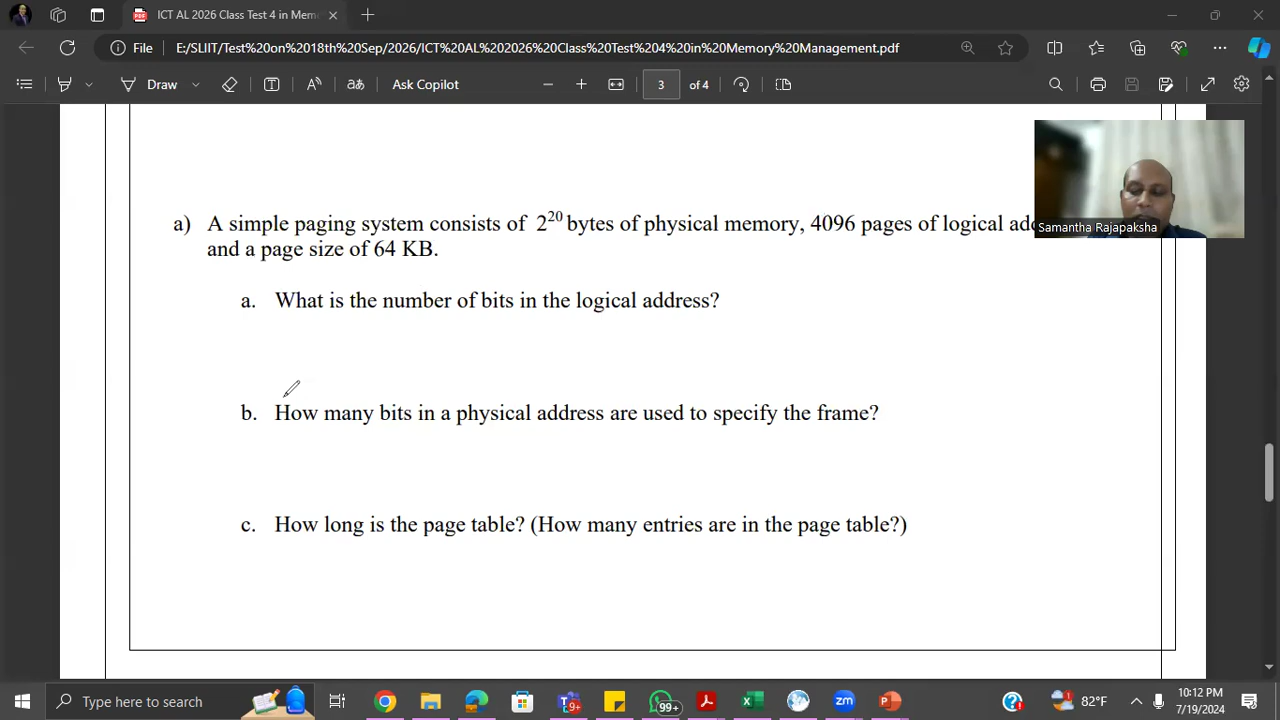 ICT AL 2026 Class Test 4 in Mem
File
E:/SLIIT/Test%20on%2018th%20Sep/2026/ICT%20AL%202026%20Class%20Test%204%20in%20Memory%20Management.pdf
Draw
aあ
Ask Copilot
3
of 4
a) A simple paging system consists of 2²⁰ bytes of physical memory, 4096 pages of logical add
and a page size of 64 KB.
Samantha Rajapaksha
a. What is the number of bits in the logical address?
b. How many bits in a physical address are used to specify the frame?
c. How long is the page table? (How many entries are in the page table?)
Type here to search
9+
99+
zm
82°F
10:12 PM
7/19/2024